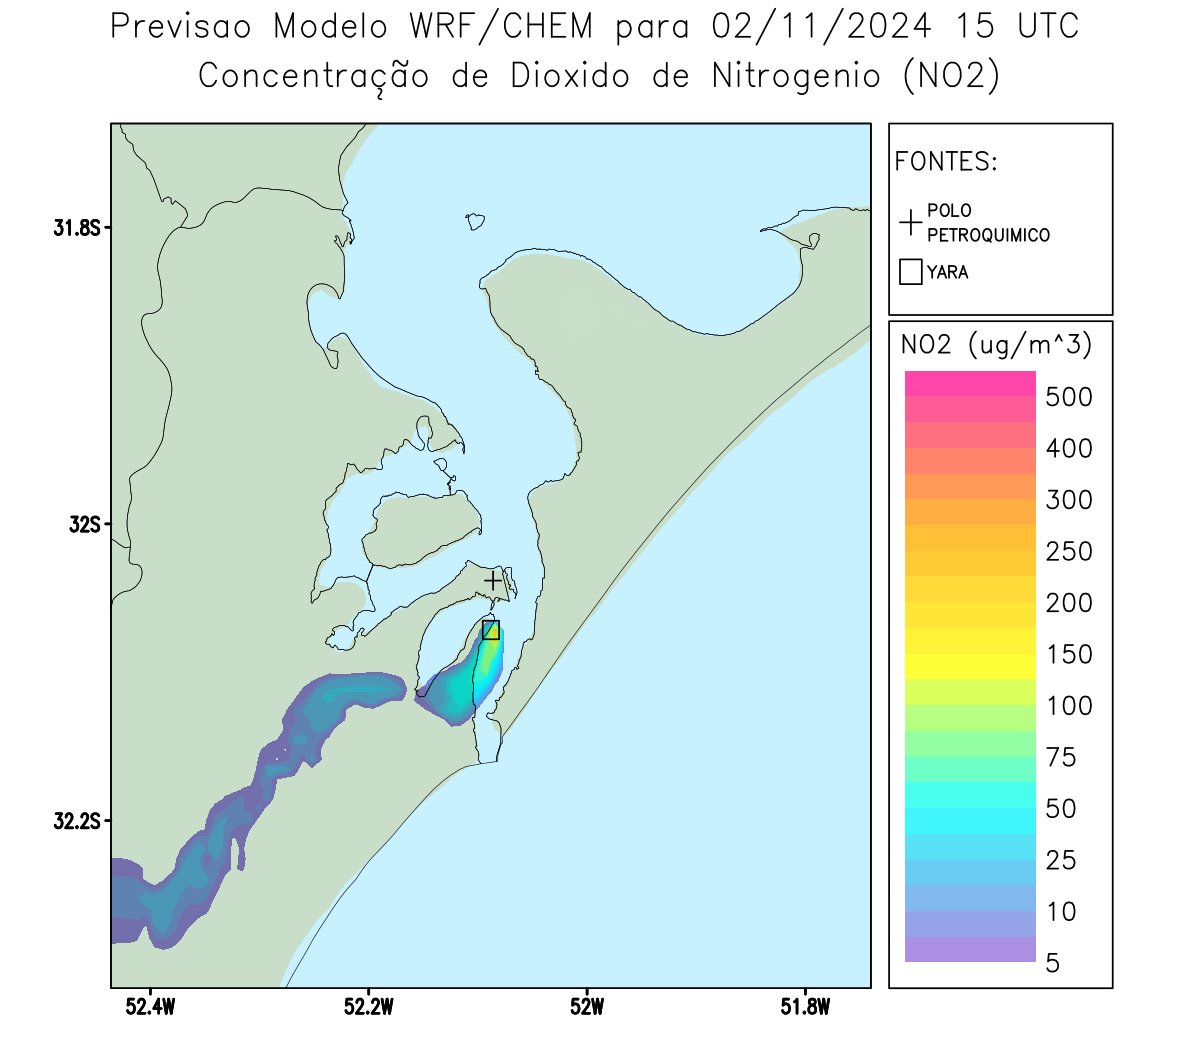 Previsao Modelo WRF/CHEM para 02/11/2024 15 UTC
Concentração de Dioxido de Nitrogenio (NO2)
FONTES:
POLO
PETROQUIMICO
YARA
31.8S
32S
32.2S
52.4W
52.2W
52W
51.8W
NO2 (ug/m^3)
500
400
300
250
200
150
100
75
50
25
10
5